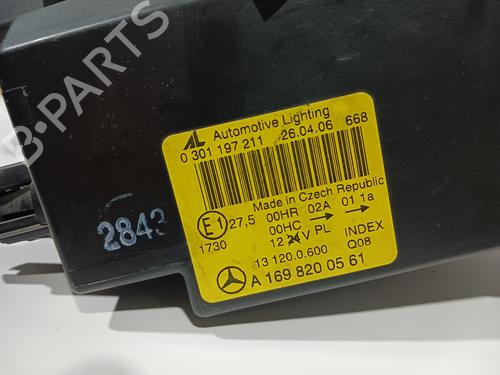 AL Automotive Lighting
0 301 197 211 26.04.06 668
Made in Czech Republic
E1 27,5 00HR 02A 01 1a
1730 00HC
12 24 V PL INDEX
13 120.0.600 Q08
A 169 820 05 61
2843